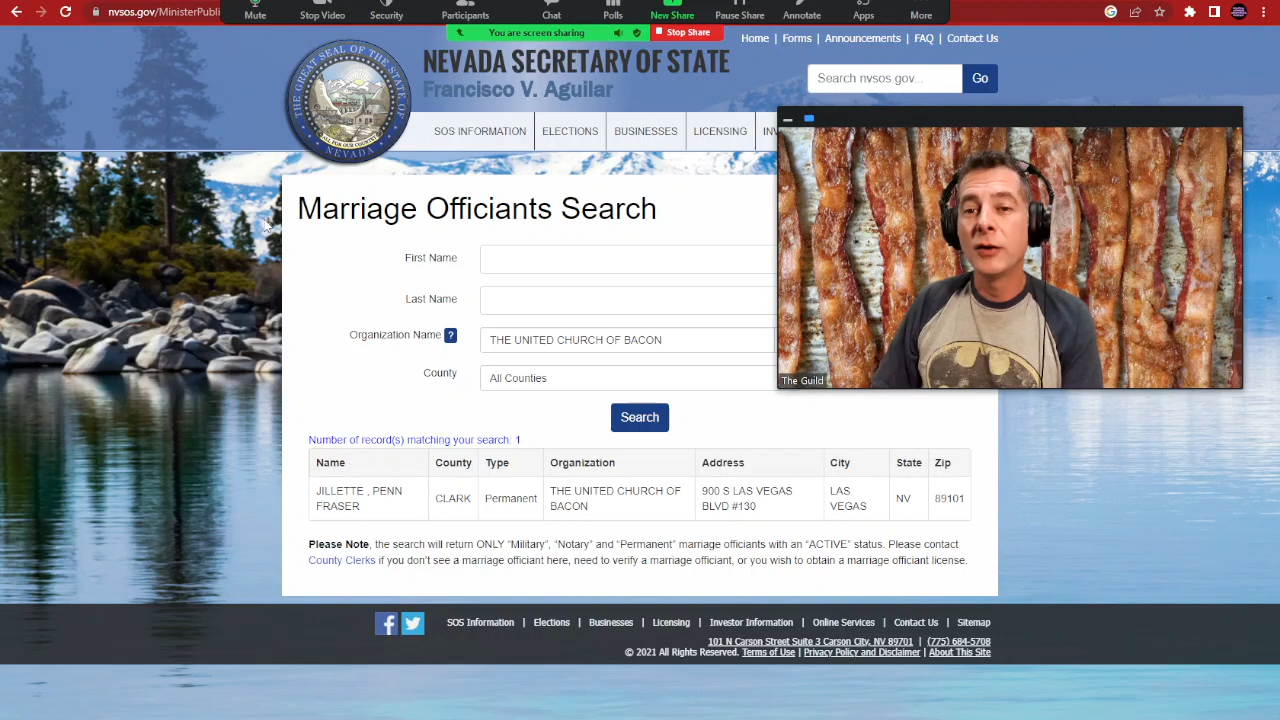 nvsos.gov/MinisterPubli
Mute
Stop Video
Security
Participants
Chat
Polls
New Share
Pause Share
Annotate
Apps
More
You are screen sharing
Stop Share
Home | Forms | Announcements | FAQ | Contact Us
THE GREAT SEAL OF THE STATE OF NEVADA
NEVADA SECRETARY OF STATE
Francisco V. Aguilar
Search nvsos.gov...
Go
SOS INFORMATION
ELECTIONS
BUSINESSES
LICENSING
INV
Marriage Officiants Search
First Name
Last Name
Organization Name ?
THE UNITED CHURCH OF BACON
County
All Counties
The Guild
Search
Number of record(s) matching your search: 1
Name County Type Organization Address City State Zip
JILLETTE , PENN FRASER CLARK Permanent THE UNITED CHURCH OF BACON 900 S LAS VEGAS BLVD #130 LAS VEGAS NV 89101
Please Note, the search will return ONLY “Military”, “Notary” and “Permanent” marriage officiants with an “ACTIVE” status. Please contact
County Clerks if you don’t see a marriage officiant here, need to verify a marriage officiant, or you wish to obtain a marriage officiant license.
SOS Information | Elections | Businesses | Licensing | Investor Information | Online Services | Contact Us | Sitemap
101 N Carson Street Suite 3 Carson City, NV 89701 | (775) 684-5708
© 2021 All Rights Reserved. Terms of Use | Privacy Policy and Disclaimer | About This Site